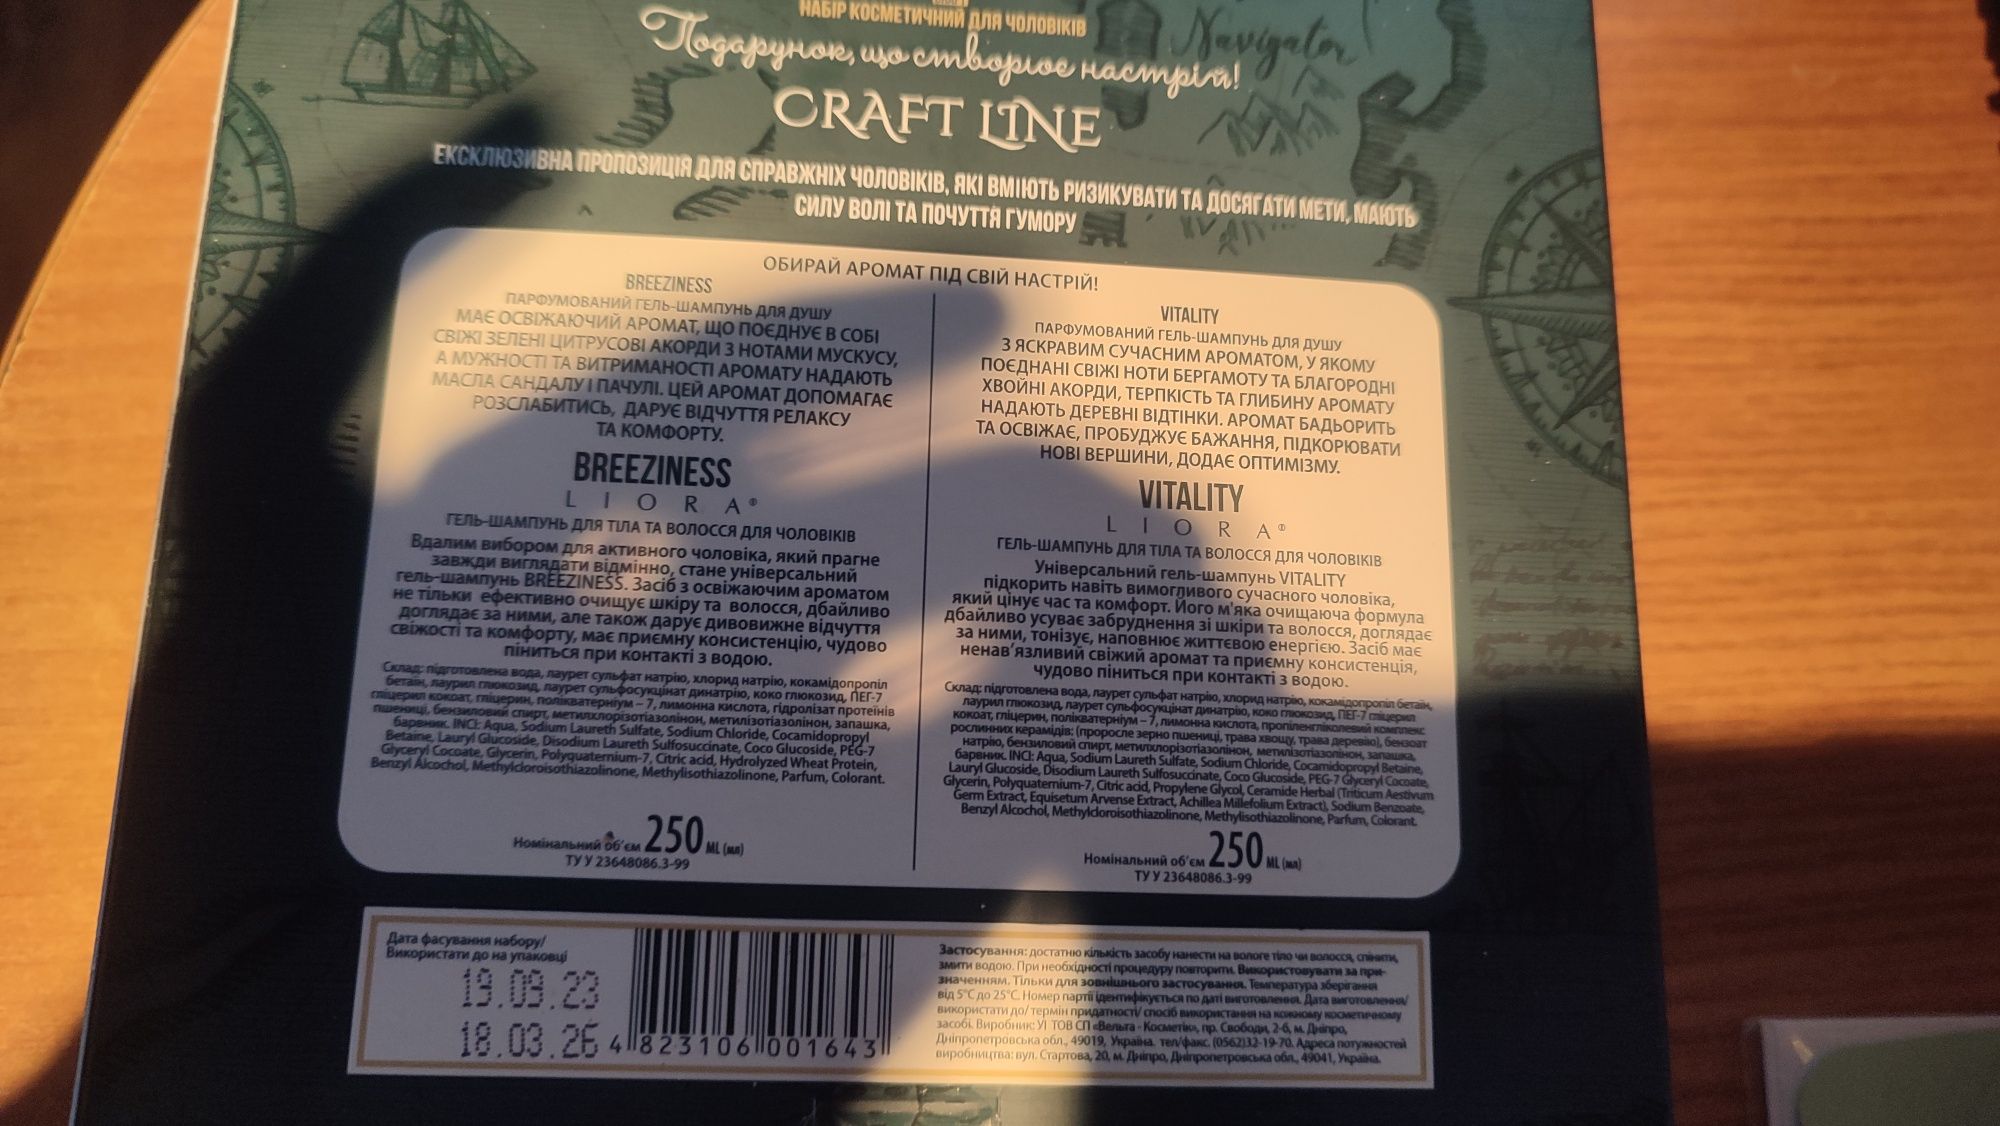 НАБІР КОСМЕТИЧНИЙ ДЛЯ ЧОЛОВІКІВ
Подарунок, що створює настрій!
Navigator
CRAFT LINE
ЕКСКЛЮЗИВНА ПРОПОЗИЦІЯ ДЛЯ СПРАВЖНІХ ЧОЛОВІКІВ, ЯКІ ВМІЮТЬ РИЗИКУВАТИ ТА ДОСЯГАТИ МЕТИ, МАЮТЬ
СИЛУ ВОЛІ ТА ПОЧУТТЯ ГУМОРУ
ОБИРАЙ АРОМАТ ПІД СВІЙ НАСТРІЙ!
BREEZINESS
ПАРФУМОВАНИЙ ГЕЛЬ-ШАМПУНЬ ДЛЯ ДУШУ
МАЄ ОСВІЖАЮЧИЙ АРОМАТ, ЩО ПОЄДНУЄ В СОБІ
СВІЖІ ЗЕЛЕНІ ЦИТРУСОВІ АКОРДИ З НОТАМИ МУСКУСУ,
А МУЖНОСТІ ТА ВИТРИМАНОСТІ АРОМАТУ НАДАЮТЬ
МАСЛА САНДАЛУ І ПАЧУЛІ. ЦЕЙ АРОМАТ ДОПОМАГАЄ
РОЗСЛАБИТИСЬ, ДАРУЄ ВІДЧУТТЯ РЕЛАКСУ
ТА КОМФОРТУ.
BREEZINESS
LIORA®
ГЕЛЬ-ШАМПУНЬ ДЛЯ ТІЛА ТА ВОЛОССЯ ДЛЯ ЧОЛОВІКІВ
Вдалим вибором для активного чоловіка, який прагне
завжди виглядати відмінно, стане універсальний
гель-шампунь BREEZINESS. Засіб з освіжаючим ароматом
не тільки ефективно очищує шкіру та волосся, дбайливо
доглядає за ними, але також дарує дивовижне відчуття
свіжості та комфорту, має приємну консистенцію, чудово
піниться при контакті з водою.
Склад: підготовлена вода, лаурет сульфат натрію, хлорид натрію, кокамідопропіл
бетаїн, лаурил глюкозид, лаурет сульфосукцінат динатрію, коко глюкозид, ПЕГ-7
гліцерил кокоат, гліцерин, полікватерніум – 7, лимонна кислота, гідролізат протеїнів
пшениці, бензиловий спирт, метилхлорізотіазолінон, метилізотіазолінон, запашка,
барвник. INCI: Aqua, Sodium Laureth Sulfate, Sodium Chloride, Cocamidopropyl
Betaine, Lauryl Glucoside, Disodium Laureth Sulfosuccinate, Coco Glucoside, PEG-7
Glyceryl Cocoate, Glycerin, Polyquaternium-7, Citric acid, Hydrolyzed Wheat Protein,
Benzyl Alcochol, Methylcloroisothiazolinone, Methylisothiazolinone, Parfum, Colorant.
Номінальний об'єм 250 ML (мл)
ТУ У 23648086.3-99
VITALITY
ПАРФУМОВАНИЙ ГЕЛЬ-ШАМПУНЬ ДЛЯ ДУШУ
З ЯСКРАВИМ СУЧАСНИМ АРОМАТОМ, У ЯКОМУ
ПОЄДНАНІ СВІЖІ НОТИ БЕРГАМОТУ ТА БЛАГОРОДНІ
ХВОЙНІ АКОРДИ, ТЕРПКІСТЬ ТА ГЛИБИНУ АРОМАТУ
НАДАЮТЬ ДЕРЕВНІ ВІДТІНКИ. АРОМАТ БАДЬОРИТЬ
ТА ОСВІЖАЄ, ПРОБУДЖУЄ БАЖАННЯ, ПІДКОРЮВАТИ
НОВІ ВЕРШИНИ, ДОДАЄ ОПТИМІЗМУ.
VITALITY
LIORA®
ГЕЛЬ-ШАМПУНЬ ДЛЯ ТІЛА ТА ВОЛОССЯ ДЛЯ ЧОЛОВІКІВ
Універсальний гель-шампунь VITALITY
підкорить навіть вимогливого сучасного чоловіка,
який цінує час та комфорт. Його м'яка очищаюча формула
дбайливо усуває забруднення зі шкіри та волосся, доглядає
за ними, тонізує, наповнює життєвою енергією. Засіб має
ненав'язливий свіжий аромат та приємну консистенція,
чудово піниться при контакті з водою.
Склад: підготовлена вода, лаурет сульфат натрію, хлорид натрію, кокамідопропіл бетаїн,
лаурил глюкозид, лаурет сульфосукцінат динатрію, коко глюкозид, ПЕГ-7 гліцерил
кокоат, гліцерин, полікватерніум – 7, лимонна кислота, пропіленгліколевий комплекс
рослинних керамідів: (проросле зерно пшениці, трава хвощу, трава деревію), бензоат
натрію, бензиловий спирт, метилхлорізотіазолінон, метилізотіазолінон, запашка,
барвник. INCI: Aqua, Sodium Laureth Sulfate, Sodium Chloride, Cocamidopropyl Betaine,
Lauryl Glucoside, Disodium Laureth Sulfosuccinate, Coco Glucoside, PEG-7 Glyceryl Cocoate,
Glycerin, Polyquaternium-7, Citric acid, Propylene Glycol, Ceramide Herbal (Triticum Aestivum
Germ Extract, Equisetum Arvense Extract, Achillea Millefolium Extract), Sodium Benzoate,
Benzyl Alcochol, Methylcloroisothiazolinone, Methylisothiazolinone, Parfum, Colorant.
Номінальний об'єм 250 ML (мл)
ТУ У 23648086.3-99
Дата фасування набору/
Використати до на упаковці
19.09.23
18.03.26
4 823106 001643
Застосування: достатню кількість засобу нанести на вологе тіло чи волосся, спінити,
змити водою. При необхідності процедуру повторити. Використовувати за при-
значенням. Тільки для зовнішнього застосування. Температура зберігання
від 5°С до 25°С. Номер партії ідентифікується по даті виготовлення. Дата виготовлення/
використати до/ термін придатності/ спосіб використання на кожному косметичному
засобі. Виробник: УІ ТОВ СП «Вельта - Косметік», пр. Свободи, 2-б, м. Дніпро,
Дніпропетровська обл., 49019, Україна. тел/факс. (0562)32-19-70. Адреса потужностей
виробництва: вул. Стартова, 20, м. Дніпро, Дніпропетровська обл., 49041, Україна.